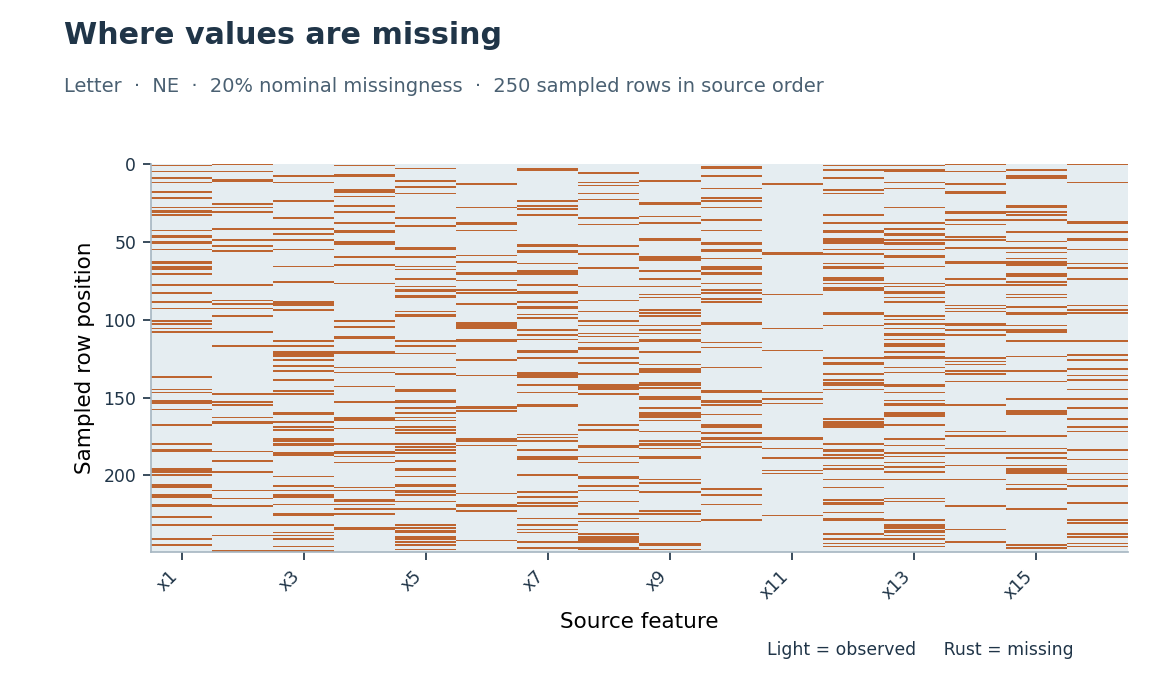 Where values are missing
Letter · NE · 20% nominal missingness · 250 sampled rows in source order
0
50
100
150
200
Sampled row position
x1
x3
x5
x7
x9
x11
x13
x15
Source feature
Light = observed Rust = missing